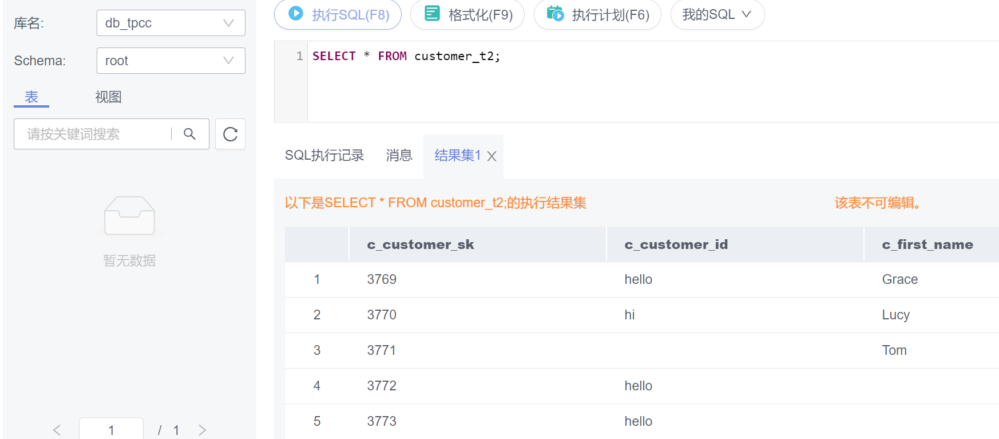 库名:
db_tpcc
Schema:
root
表 视图
请按关键词搜索
暂无数据
1 / 1
执行SQL(F8) 格式化(F9) 执行计划(F6) 我的SQL
1 SELECT * FROM customer_t2;
SQL执行记录 消息 结果集1
以下是SELECT * FROM customer_t2;的执行结果集 该表不可编辑。
c_customer_sk c_customer_id c_first_name
1 3769 hello Grace
2 3770 hi Lucy
3 3771 Tom
4 3772 hello
5 3773 hello